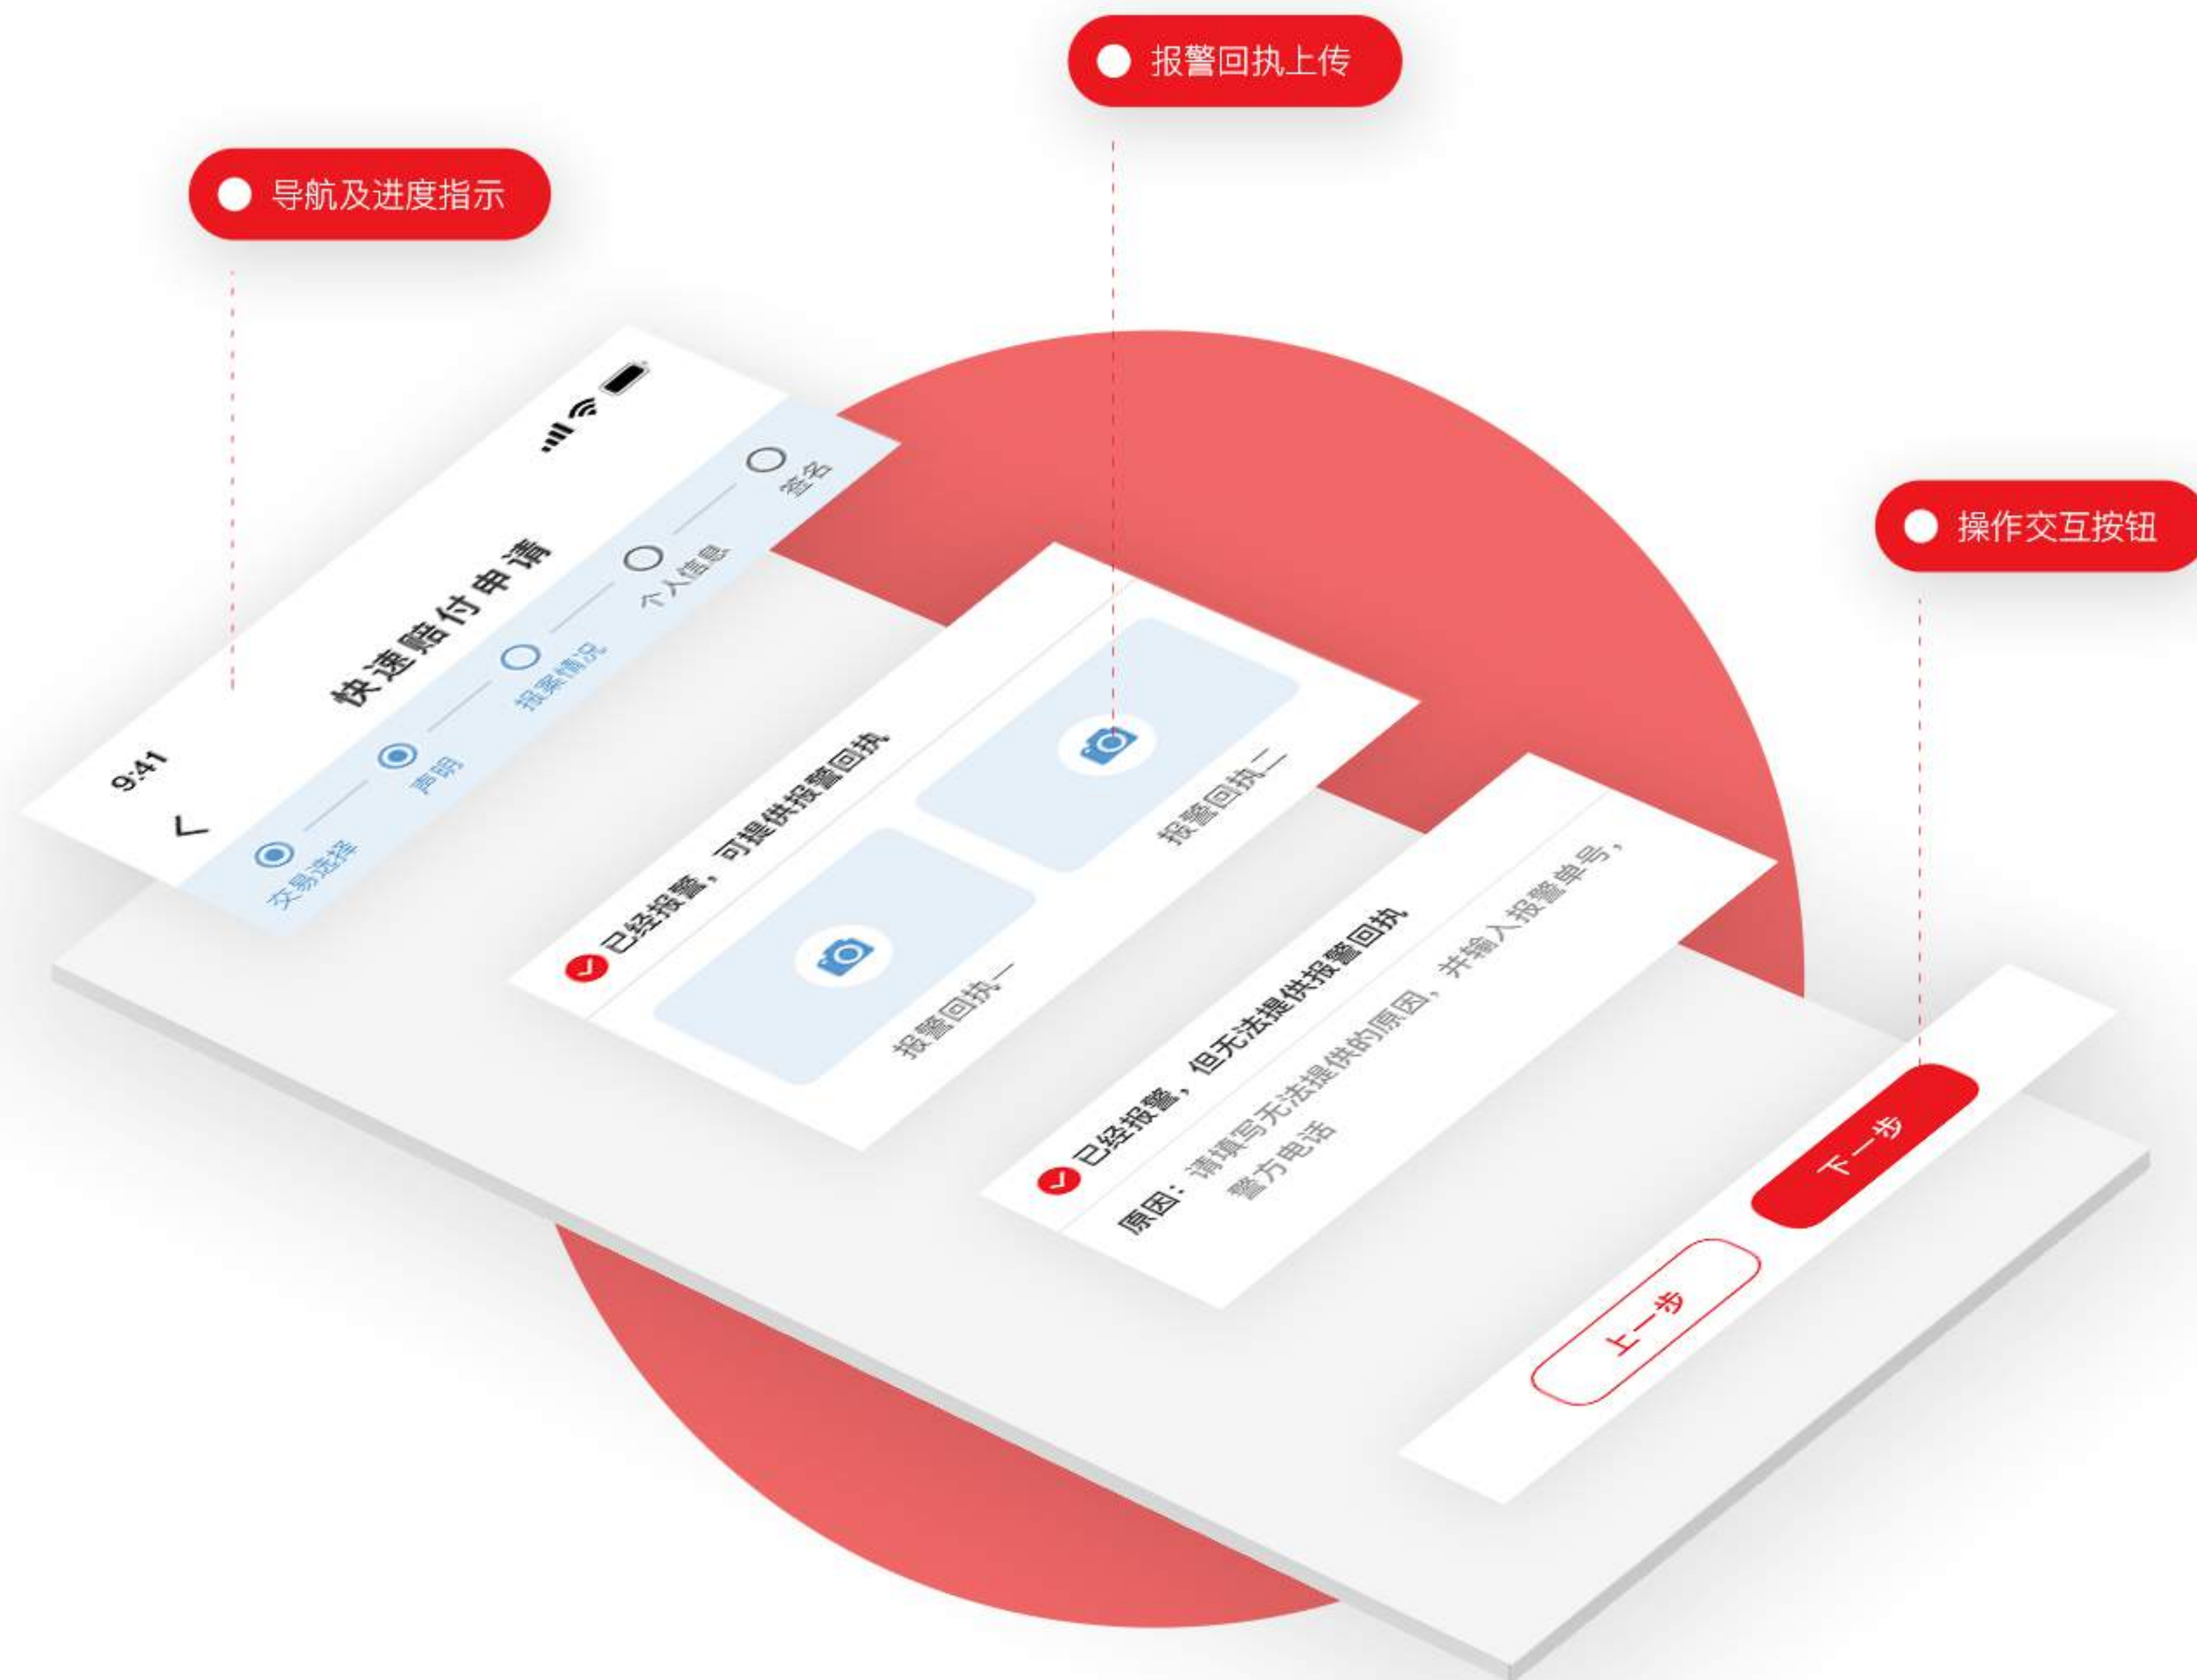 报警回执上传
导航及进度指示
操作交互按钮
9:41
快速赔付申请
交易选择
声明
报案情况
个人信息
签名
已经报警，可提供报警回执
报警回执一
报警回执二
已经报警，但无法提供报警回执
原因：请填写无法提供的原因，并输入报警单号，
警方电话
上一步
下一步